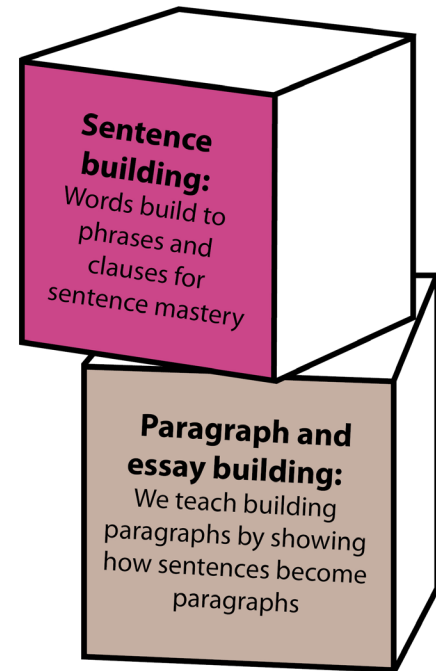 Sentence
building:
Words build to
phrases and
clauses for
sentence mastery
Paragraph and
essay building:
We teach building
paragraphs by showing
how sentences become
paragraphs